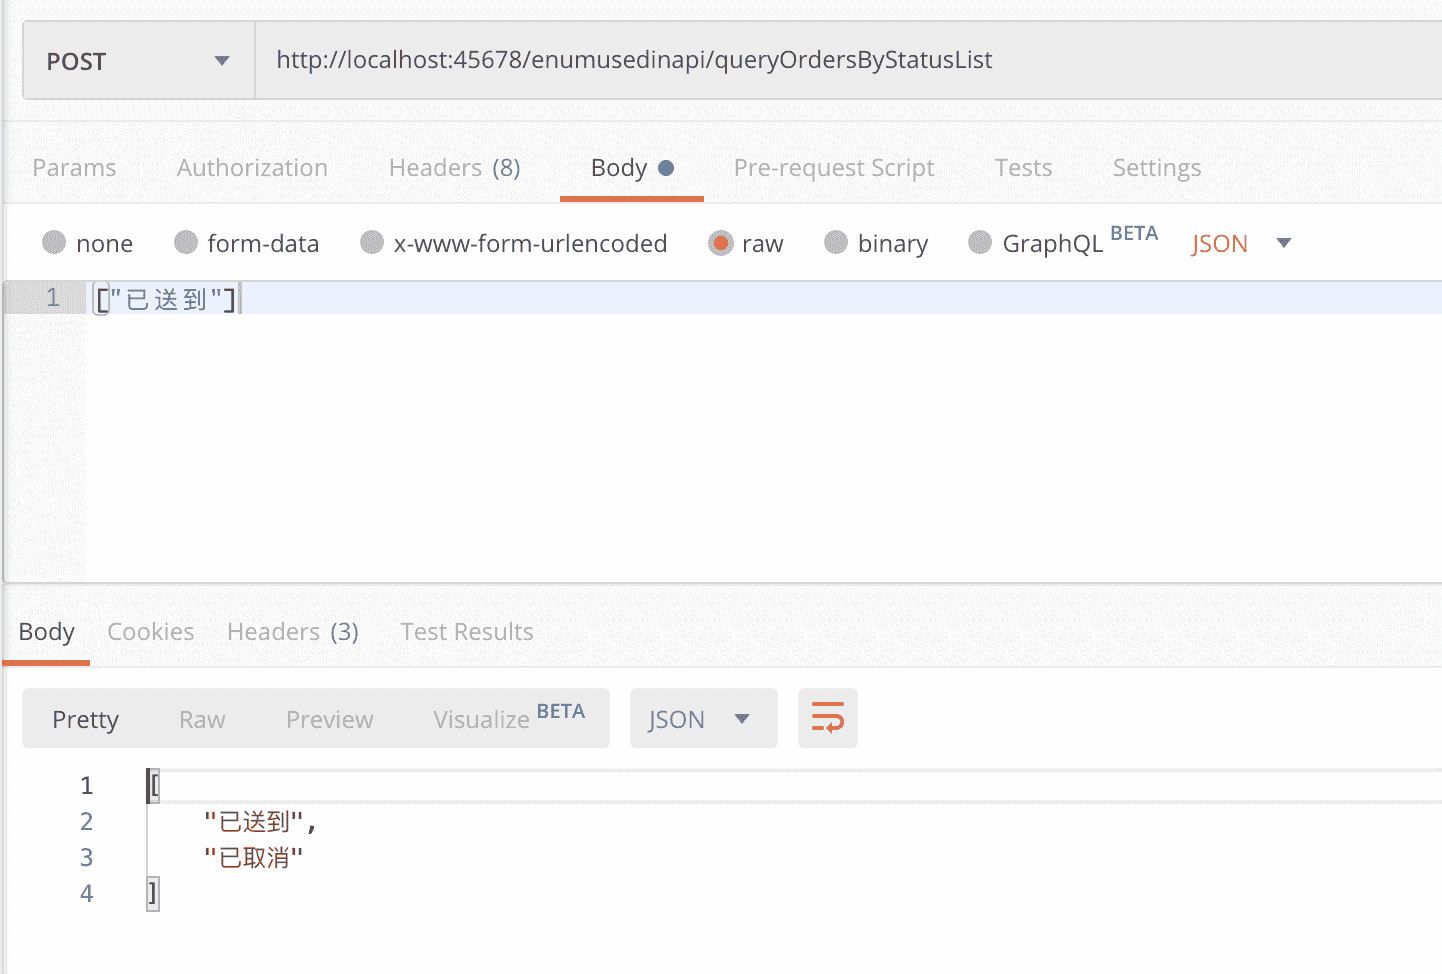 POST http://localhost:45678/enumusedinapi/queryOrdersByStatusList
Params Authorization Headers (8) Body Pre-request Script Tests Settings
none form-data x-www-form-urlencoded raw binary GraphQL BETA JSON
1 ["已送到"]
Body Cookies Headers (3) Test Results
Pretty Raw Preview Visualize BETA JSON
1 [
2 "已送到",
3 "已取消"
4 ]